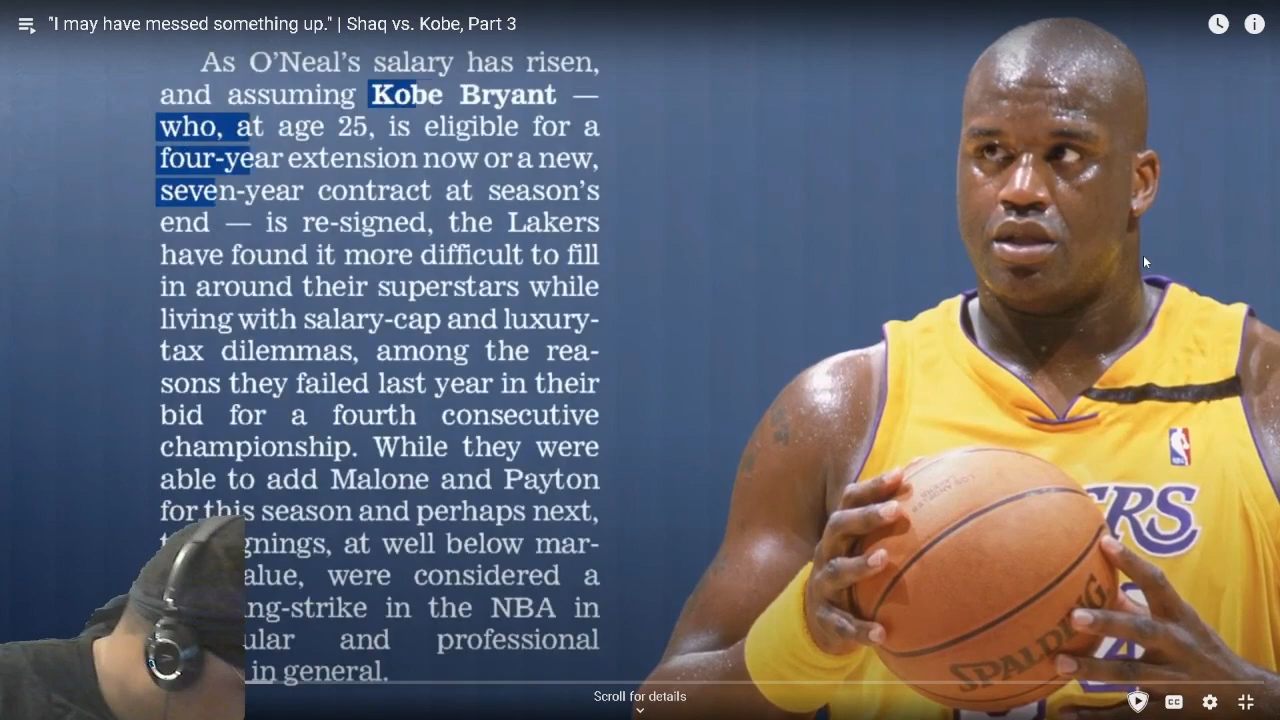 "I may have messed something up." | Shaq vs. Kobe, Part 3
As O'Neal's salary has risen,
and assuming Kobe Bryant —
who, at age 25, is eligible for a
four-year extension now or a new,
seven-year contract at season's
end — is re-signed, the Lakers
have found it more difficult to fill
in around their superstars while
living with salary-cap and luxury-
tax dilemmas, among the rea-
sons they failed last year in their
bid for a fourth consecutive
championship. While they were
able to add Malone and Payton
for this season and perhaps next,
gnings, at well below mar-
alue, were considered a
ng-strike in the NBA in
ular and professional
in general.
ERS
SPALDING
Scroll for details
CC